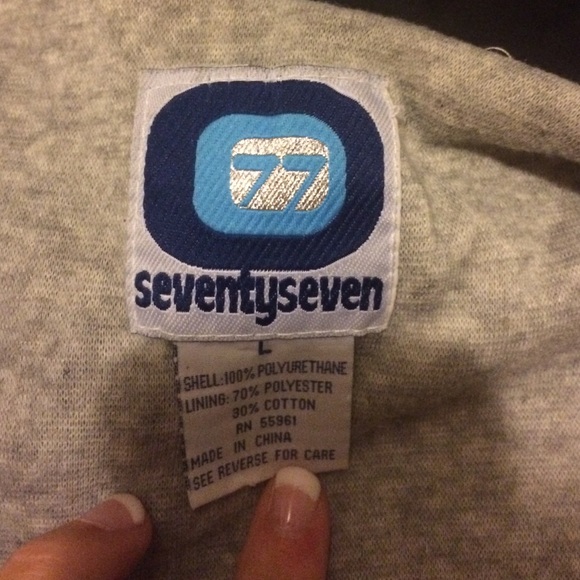 77
seventyseven
L
SHELL:100% POLYURETHANE
LINING: 70% POLYESTER
30% COTTON
RN 55961
MADE IN CHINA
SEE REVERSE FOR CARE